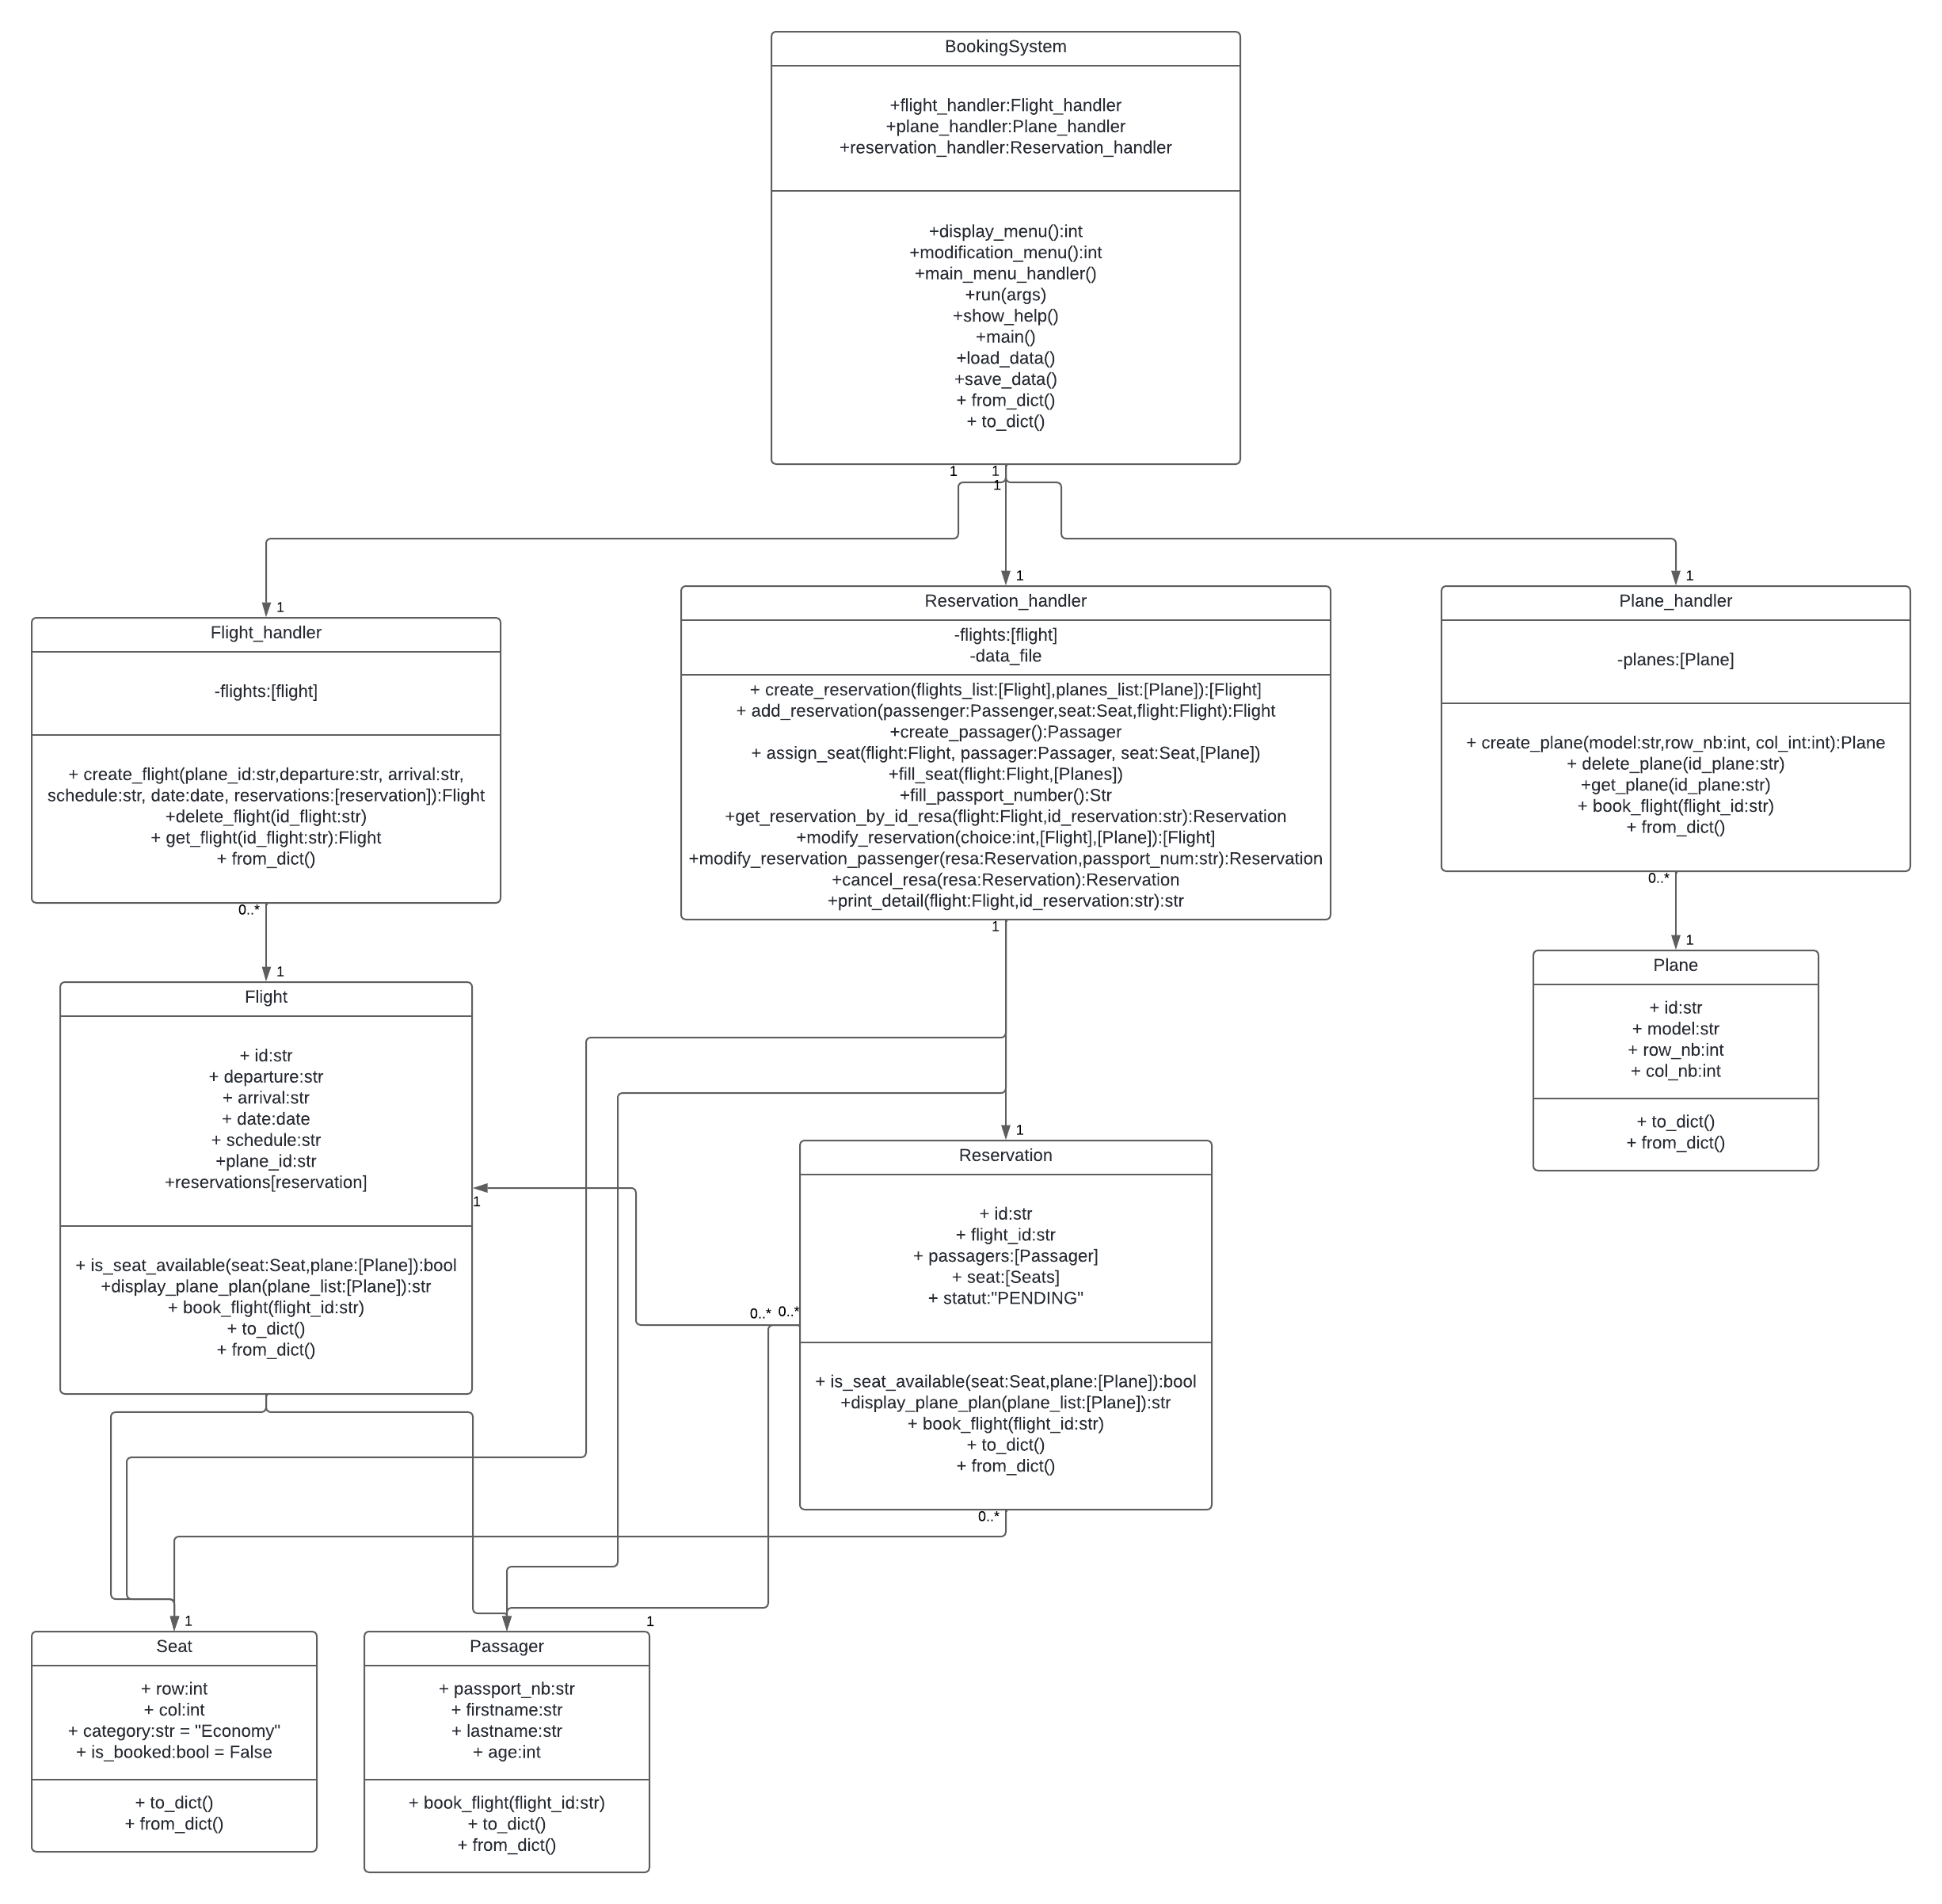 BookingSystem
+flight_handler:Flight_handler
+plane_handler:Plane_handler
+reservation_handler:Reservation_handler
+display_menu():int
+modification_menu():int
+main_menu_handler()
+run(args)
+show_help()
+main()
+load_data()
+save_data()
+ from_dict()
+ to_dict()
1
1
1
1
1
1
Flight_handler
-flights:[flight]
+ create_flight(plane_id:str,departure:str, arrival:str,
schedule:str, date:date, reservations:[reservation]):Flight
+delete_flight(id_flight:str)
+ get_flight(id_flight:str):Flight
+ from_dict()
0..*
1
Reservation_handler
-flights:[flight]
-data_file
+ create_reservation(flights_list:[Flight],planes_list:[Plane]):[Flight]
+ add_reservation(passenger:Passenger,seat:Seat,flight:Flight):Flight
+create_passager():Passager
+ assign_seat(flight:Flight, passager:Passager, seat:Seat,[Plane])
+fill_seat(flight:Flight,[Planes])
+fill_passport_number():Str
+get_reservation_by_id_resa(flight:Flight,id_reservation:str):Reservation
+modify_reservation(choice:int,[Flight],[Plane]):[Flight]
+modify_reservation_passenger(resa:Reservation,passport_num:str):Reservation
+cancel_resa(resa:Reservation):Reservation
+print_detail(flight:Flight,id_reservation:str):str
1
1
Plane_handler
-planes:[Plane]
+ create_plane(model:str,row_nb:int, col_int:int):Plane
+ delete_plane(id_plane:str)
+get_plane(id_plane:str)
+ book_flight(flight_id:str)
+ from_dict()
0..*
1
Plane
+ id:str
+ model:str
+ row_nb:int
+ col_nb:int
+ to_dict()
+ from_dict()
Flight
+ id:str
+ departure:str
+ arrival:str
+ date:date
+ schedule:str
+plane_id:str
+reservations[reservation]
+ is_seat_available(seat:Seat,plane:[Plane]):bool
+display_plane_plan(plane_list:[Plane]):str
+ book_flight(flight_id:str)
+ to_dict()
+ from_dict()
1
Reservation
+ id:str
+ flight_id:str
+ passagers:[Passager]
+ seat:[Seats]
+ statut:"PENDING"
+ is_seat_available(seat:Seat,plane:[Plane]):bool
+display_plane_plan(plane_list:[Plane]):str
+ book_flight(flight_id:str)
+ to_dict()
+ from_dict()
0..*
0..*
0..*
1
1
Seat
+ row:int
+ col:int
+ category:str = "Economy"
+ is_booked:bool = False
+ to_dict()
+ from_dict()
Passager
+ passport_nb:str
+ firstname:str
+ lastname:str
+ age:int
+ book_flight(flight_id:str)
+ to_dict()
+ from_dict()